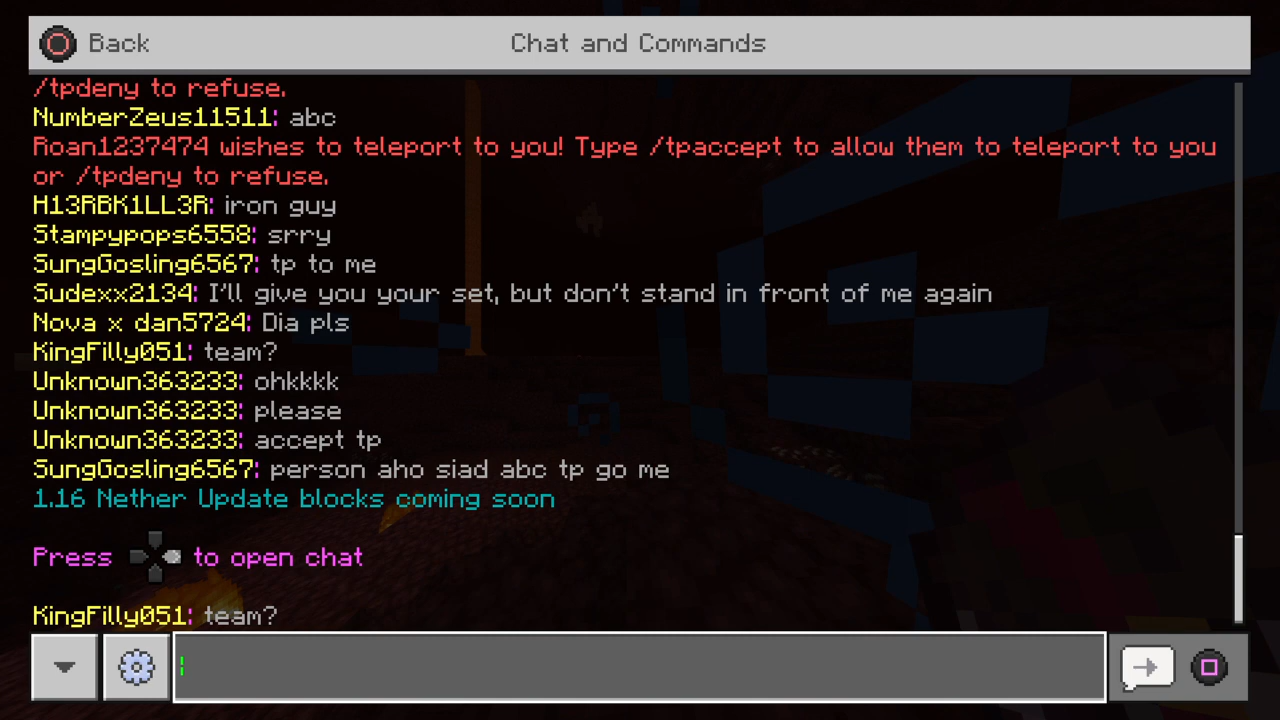 Back
Chat and Commands
/tpdeny to refuse.
NumberZeus11511: abc
Roan1237474 wishes to teleport to you! Type /tpaccept to allow them to teleport to you
or /tpdeny to refuse.
H13RBK1LL3R: iron guy
Stampypops6558: srry
SungGosling6567: tp to me
Sudexx2134: I'll give you your set, but don't stand in front of me again
Nova x dan5724: Dia pls
KingFilly051: team?
Unknown363233: ohkkkk
Unknown363233: please
Unknown363233: accept tp
SungGosling6567: person aho siad abc tp go me
1.16 Nether Update blocks coming soon
Press to open chat
KingFilly051: team?